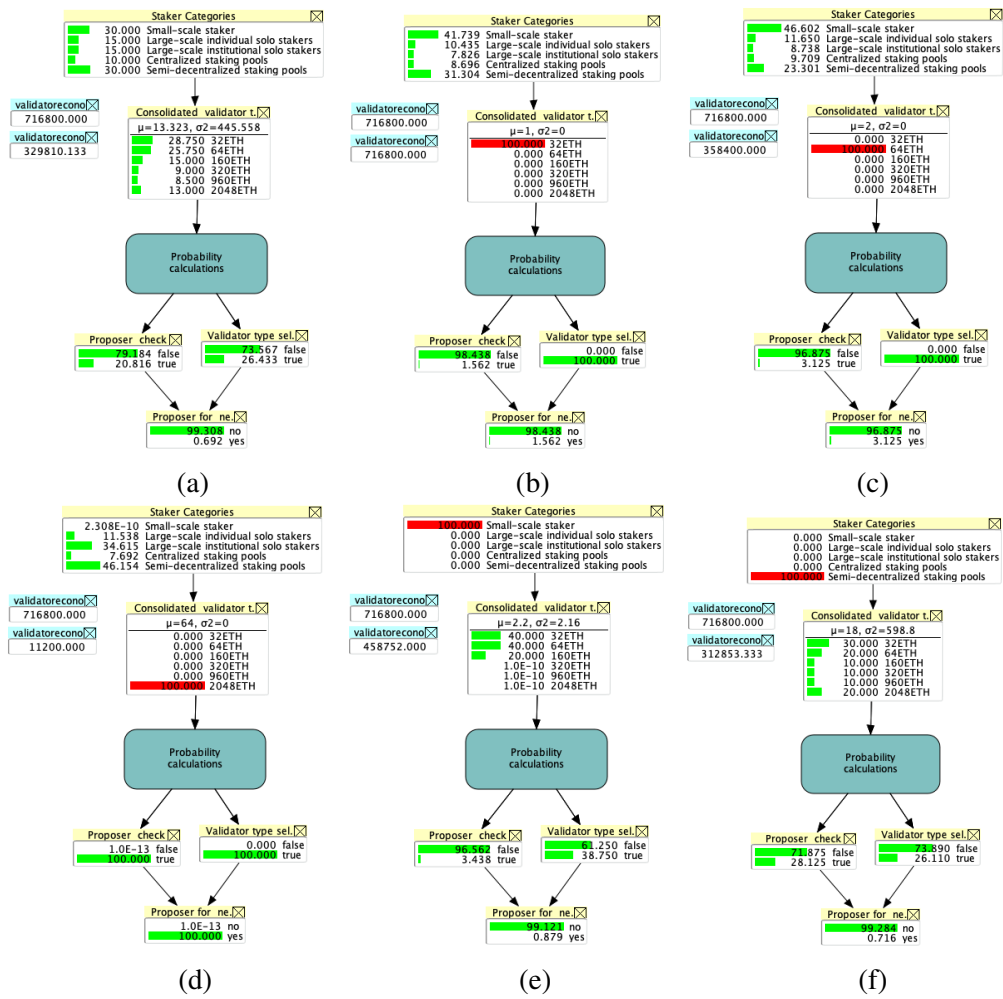 Staker Categories
30.000 Small-scale staker
15.000 Large-scale individual solo stakers
15.000 Large-scale institutional solo stakers
10.000 Centralized staking pools
30.000 Semi-decentralized staking pools
validatorecono
716800.000
validatorecono
329810.133
Consolidated validator t.
μ=13.323, σ2=445.558
28.750 32ETH
25.750 64ETH
15.000 160ETH
9.000 320ETH
8.500 960ETH
13.000 2048ETH
Probability
calculations
Proposer check
79.184 false
20.816 true
Validator type sel.
73.567 false
26.433 true
Proposer for ne.
99.308 no
0.692 yes
(a)
Staker Categories
41.739 Small-scale staker
10.435 Large-scale individual solo stakers
7.826 Large-scale institutional solo stakers
8.696 Centralized staking pools
31.304 Semi-decentralized staking pools
validatorecono
716800.000
validatorecono
716800.000
Consolidated validator t.
μ=1, σ2=0
100.000 32ETH
0.000 64ETH
0.000 160ETH
0.000 320ETH
0.000 960ETH
0.000 2048ETH
Probability
calculations
Proposer check
98.438 false
1.562 true
Validator type sel.
0.000 false
100.000 true
Proposer for ne.
98.438 no
1.562 yes
(b)
Staker Categories
46.602 Small-scale staker
11.650 Large-scale individual solo stakers
8.738 Large-scale institutional solo stakers
9.709 Centralized staking pools
23.301 Semi-decentralized staking pools
validatorecono
716800.000
validatorecono
358400.000
Consolidated validator t.
μ=2, σ2=0
0.000 32ETH
100.000 64ETH
0.000 160ETH
0.000 320ETH
0.000 960ETH
0.000 2048ETH
Probability
calculations
Proposer check
96.875 false
3.125 true
Validator type sel.
0.000 false
100.000 true
Proposer for ne.
96.875 no
3.125 yes
(c)
Staker Categories
2.308E-10 Small-scale staker
11.538 Large-scale individual solo stakers
34.615 Large-scale institutional solo stakers
7.692 Centralized staking pools
46.154 Semi-decentralized staking pools
validatorecono
716800.000
validatorecono
11200.000
Consolidated validator t.
μ=64, σ2=0
0.000 32ETH
0.000 64ETH
0.000 160ETH
0.000 320ETH
0.000 960ETH
100.000 2048ETH
Probability
calculations
Proposer check
1.0E-13 false
100.000 true
Validator type sel.
0.000 false
100.000 true
Proposer for ne.
1.0E-13 no
100.000 yes
(d)
Staker Categories
100.000 Small-scale staker
0.000 Large-scale individual solo stakers
0.000 Large-scale institutional solo stakers
0.000 Centralized staking pools
0.000 Semi-decentralized staking pools
validatorecono
716800.000
validatorecono
458752.000
Consolidated validator t.
μ=2.2, σ2=2.16
40.000 32ETH
40.000 64ETH
20.000 160ETH
1.0E-10 320ETH
1.0E-10 960ETH
1.0E-10 2048ETH
Probability
calculations
Proposer check
96.562 false
3.438 true
Validator type sel.
61.250 false
38.750 true
Proposer for ne.
99.121 no
0.879 yes
(e)
Staker Categories
0.000 Small-scale staker
0.000 Large-scale individual solo stakers
0.000 Large-scale institutional solo stakers
0.000 Centralized staking pools
100.000 Semi-decentralized staking pools
validatorecono
716800.000
validatorecono
312853.333
Consolidated validator t.
μ=18, σ2=598.8
30.000 32ETH
20.000 64ETH
10.000 160ETH
10.000 320ETH
10.000 960ETH
20.000 2048ETH
Probability
calculations
Proposer check
71.875 false
28.125 true
Validator type sel.
73.890 false
26.110 true
Proposer for ne.
99.284 no
0.716 yes
(f)